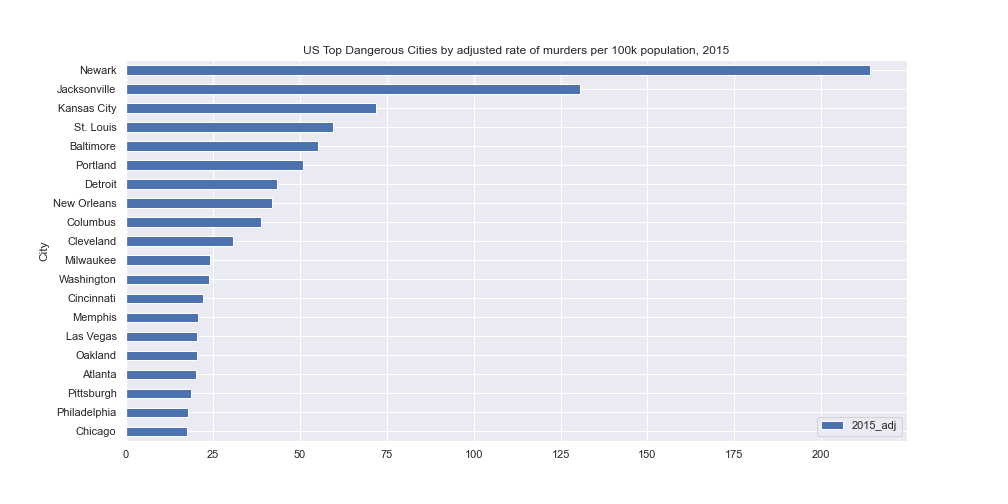 US Top Dangerous Cities by adjusted rate of murders per 100k population, 2015
City
Newark
Jacksonville
Kansas City
St. Louis
Baltimore
Portland
Detroit
New Orleans
Columbus
Cleveland
Milwaukee
Washington
Cincinnati
Memphis
Las Vegas
Oakland
Atlanta
Pittsburgh
Philadelphia
Chicago
2015_adj
0 25 50 75 100 125 150 175 200